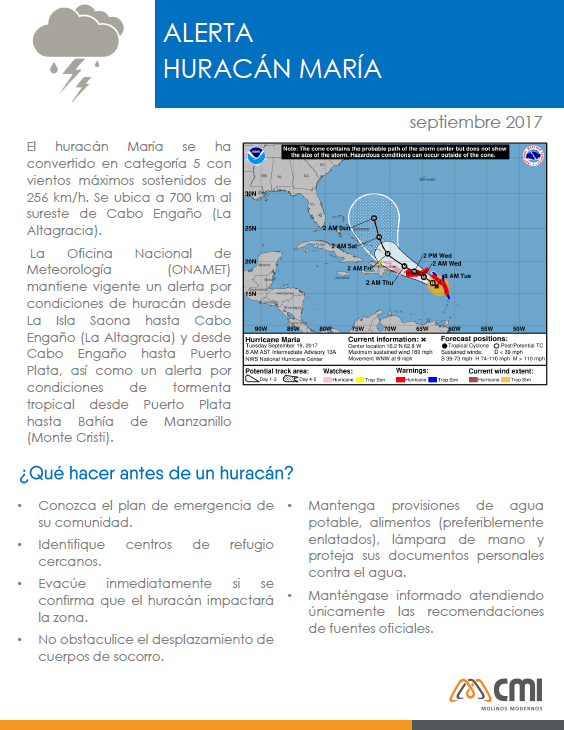 ALERTA
HURACÁN MARÍA
septiembre 2017
El huracán María se ha
convertido en categoría 5 con
vientos máximos sostenidos de
256 km/h. Se ubica a 700 km al
sureste de Cabo Engaño (La
Altagracia).
La Oficina Nacional de
Meteorología (ONAMET)
mantiene vigente un alerta por
condiciones de huracán desde
La Isla Saona hasta Cabo
Engaño (La Altagracia) y desde
Cabo Engaño hasta Puerto
Plata, así como un alerta por
condiciones de tormenta
tropical desde Puerto Plata
hasta Bahía de Manzanillo
(Monte Cristi).
Note: The cone contains the probable path of the storm center but does not show
the size of the storm. Hazardous conditions can occur outside of the cone.
30N
25N
20N
15N
2 AM Sun
2 AM Sat
2 AM Fri
2 AM Thu
2 PM Wed
2 AM Wed
8 AM Tue
90W 85W 80W 75W 70W 65W 60W 55W 50W
Hurricane Maria
Tuesday September 19, 2017
8 AM AST Intermediate Advisory 13A
NWS National Hurricane Center
Current information: ×
Center location 16.2 N 62.8 W
Maximum sustained wind 160 mph
Movement WNW at 9 mph
Forecast positions:
Tropical Cyclone Post/Potential TC
Sustained winds: D < 39 mph
S 39-73 mph H 74-110 mph M > 110 mph
Potential track area:
Day 1-3 Day 4-5
Watches:
Hurricane Trop Stm
Warnings:
Hurricane Trop Stm
Current wind extent:
Hurricane Trop Stm
¿Qué hacer antes de un huracán?
• Conozca el plan de emergencia de
su comunidad.
• Identifique centros de refugio
cercanos.
• Evacúe inmediatamente si se
confirma que el huracán impactará
la zona.
• No obstaculice el desplazamiento de
cuerpos de socorro.
• Mantenga provisiones de agua
potable, alimentos (preferiblemente
enlatados), lámpara de mano y
proteja sus documentos personales
contra el agua.
• Manténgase informado atendiendo
únicamente las recomendaciones
de fuentes oficiales.
CMI
MOLINOS MODERNOS